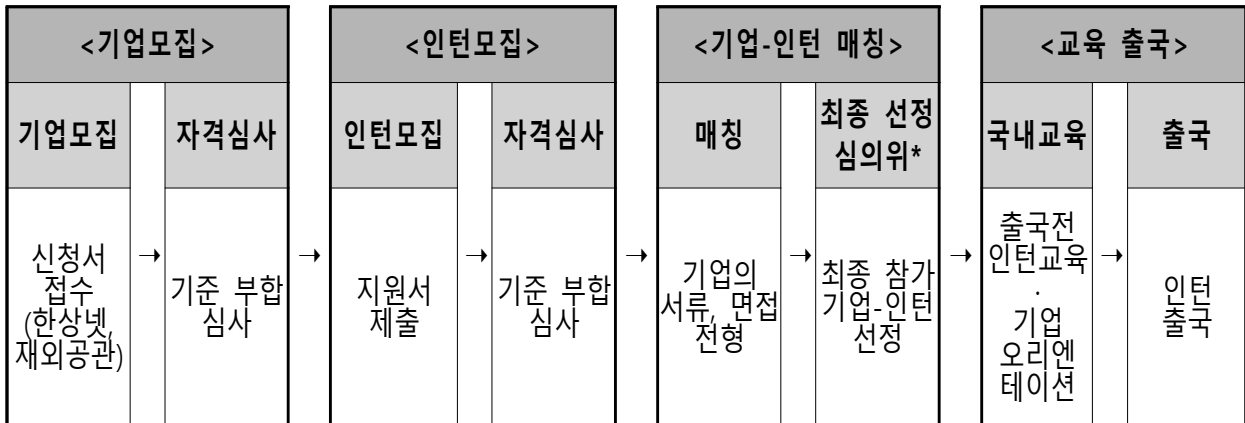 <기업모집>
<인턴모집>
<기업-인턴 매칭>
<교육 출국>
기업모집
→
자격심사
인턴모집
자격심사
매칭
최종 선정
심의위*
국내교육
출국
신청서
접수
(한상넷,
재외공관)
→
기준 부합
심사
→
지원서
제출
→
기준 부합
심사
→
기업의
서류, 면접
전형
→
최종 참가
기업-인턴
선정
→
출국전
인턴교육
·
기업
오리엔
테이션
→
인턴
출국